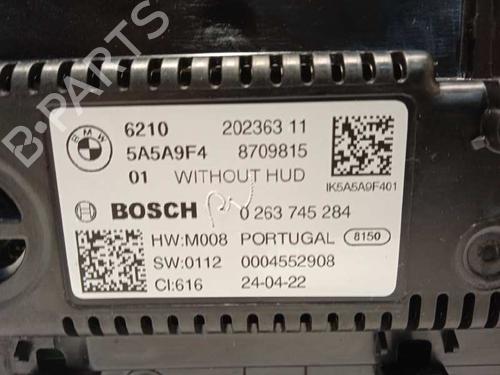 B-PARTS
BMW
6210 202363 11
5A5A9F4 8709815
01 WITHOUT HUD
IK5A5A9F401
BOSCH 0 263 745 284
HW:M008 PORTUGAL 8150
SW:0112 0004552908
CI:616 24-04-22